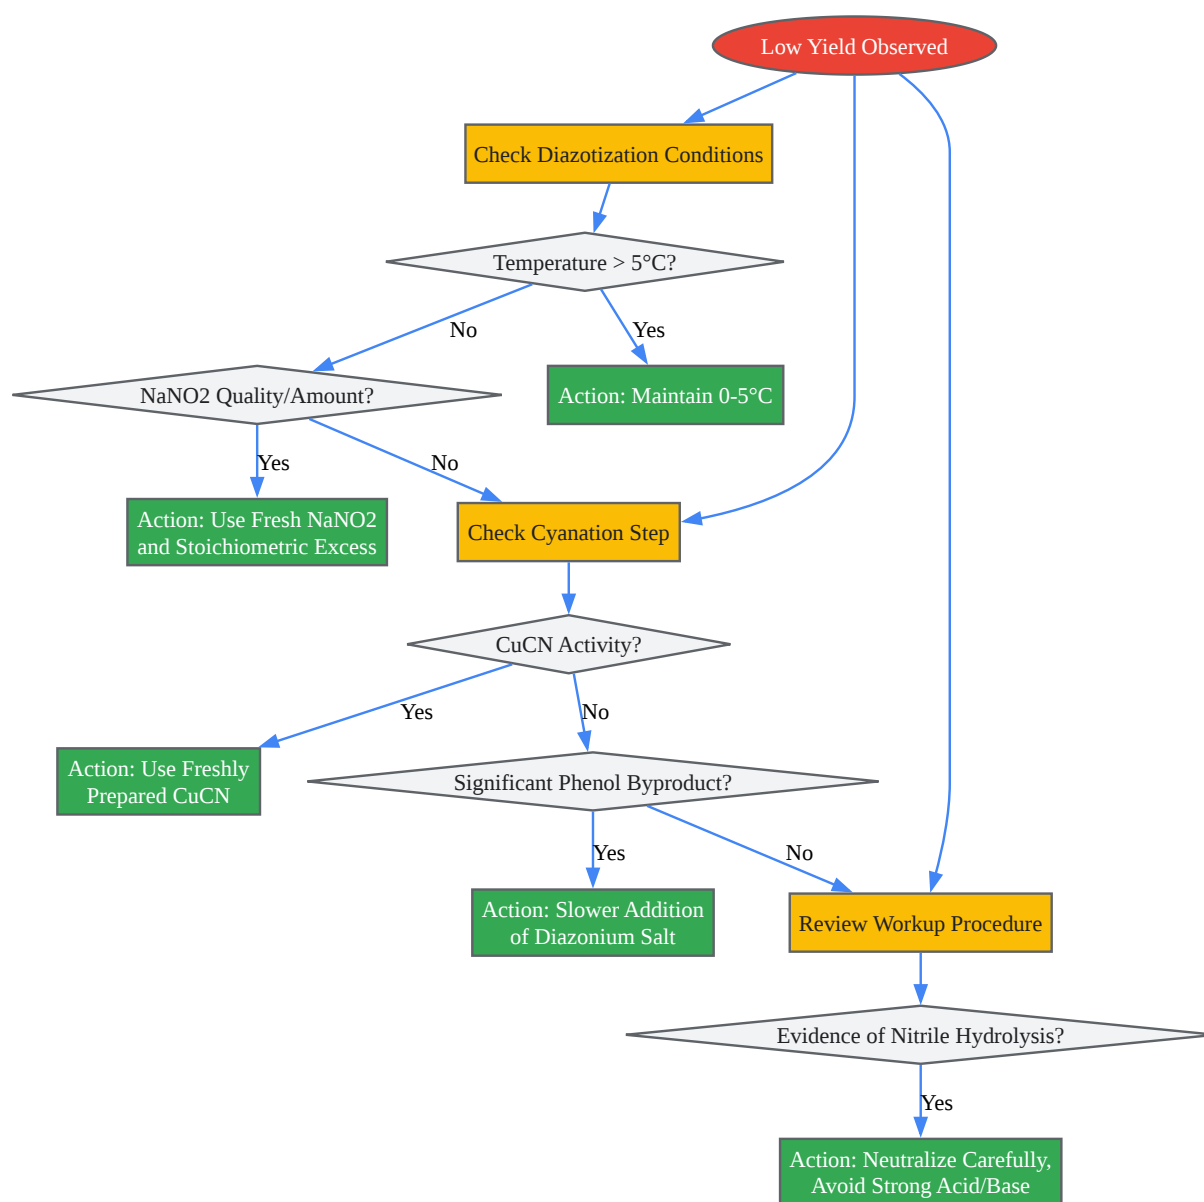 Low Yield Observed
Check Diazotization Conditions
Temperature > 5°C?
No
Yes
NaNO2 Quality/Amount?
Action: Maintain 0-5°C
Yes
No
Action: Use Fresh NaNO2
and Stoichiometric Excess
Check Cyanation Step
CuCN Activity?
Yes
No
Action: Use Freshly
Prepared CuCN
Significant Phenol Byproduct?
Yes
No
Action: Slower Addition
of Diazonium Salt
Review Workup Procedure
Evidence of Nitrile Hydrolysis?
Yes
Action: Neutralize Carefully,
Avoid Strong Acid/Base